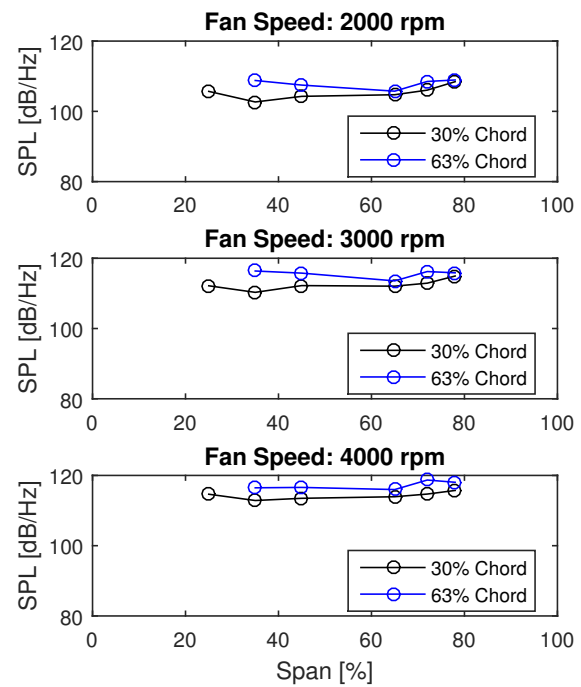 Fan Speed: 2000 rpm
120
100
80
SPL [dB/Hz]
30% Chord
63% Chord
0 20 40 60 80 100
Fan Speed: 3000 rpm
120
100
80
SPL [dB/Hz]
30% Chord
63% Chord
0 20 40 60 80 100
Fan Speed: 4000 rpm
120
100
80
SPL [dB/Hz]
30% Chord
63% Chord
0 20 40 60 80 100
Span [%]